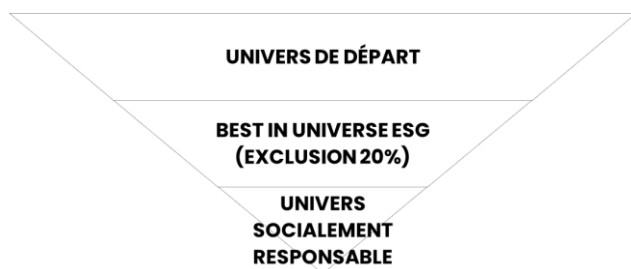 UNIVERS DE DÉPART
BEST IN UNIVERSE ESG
(EXCLUSION 20%)
UNIVERS
SOCIALEMENT
RESPONSABLE